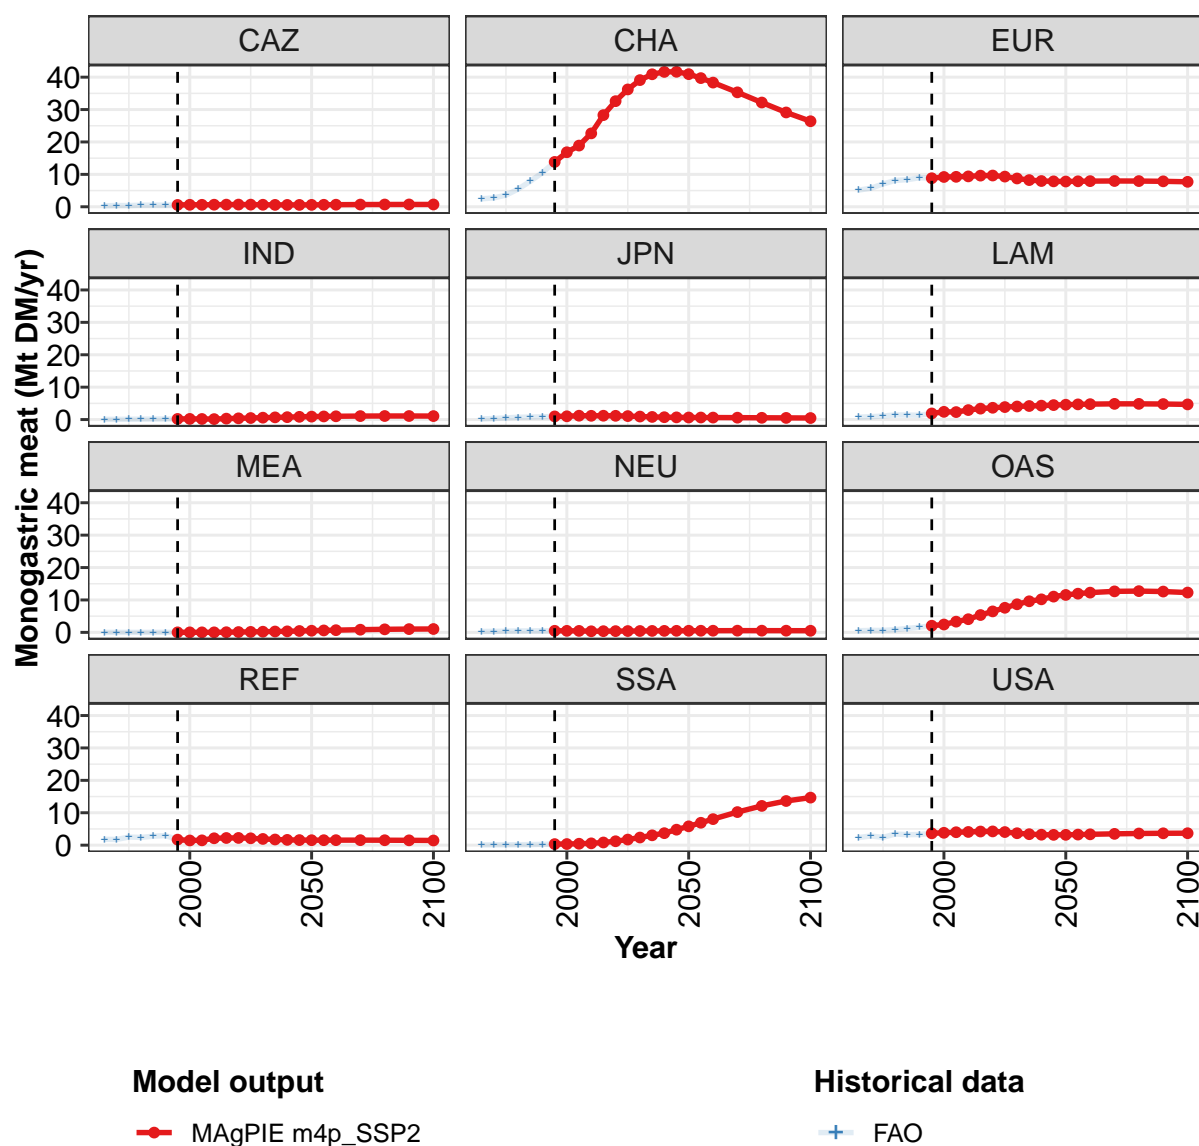 CAZ CHA EUR
40
30
20
10
0
IND JPN LAM
40
30
20
10
0
MEA NEU OAS
40
30
20
10
0
REF SSA USA
40
30
20
10
0
2000 2050 2100 2000 2050 2100 2000 2050 2100
Monogastric meat (Mt DM/yr)
Year
Model output Historical data
MAgPIE m4p_SSP2 FAO